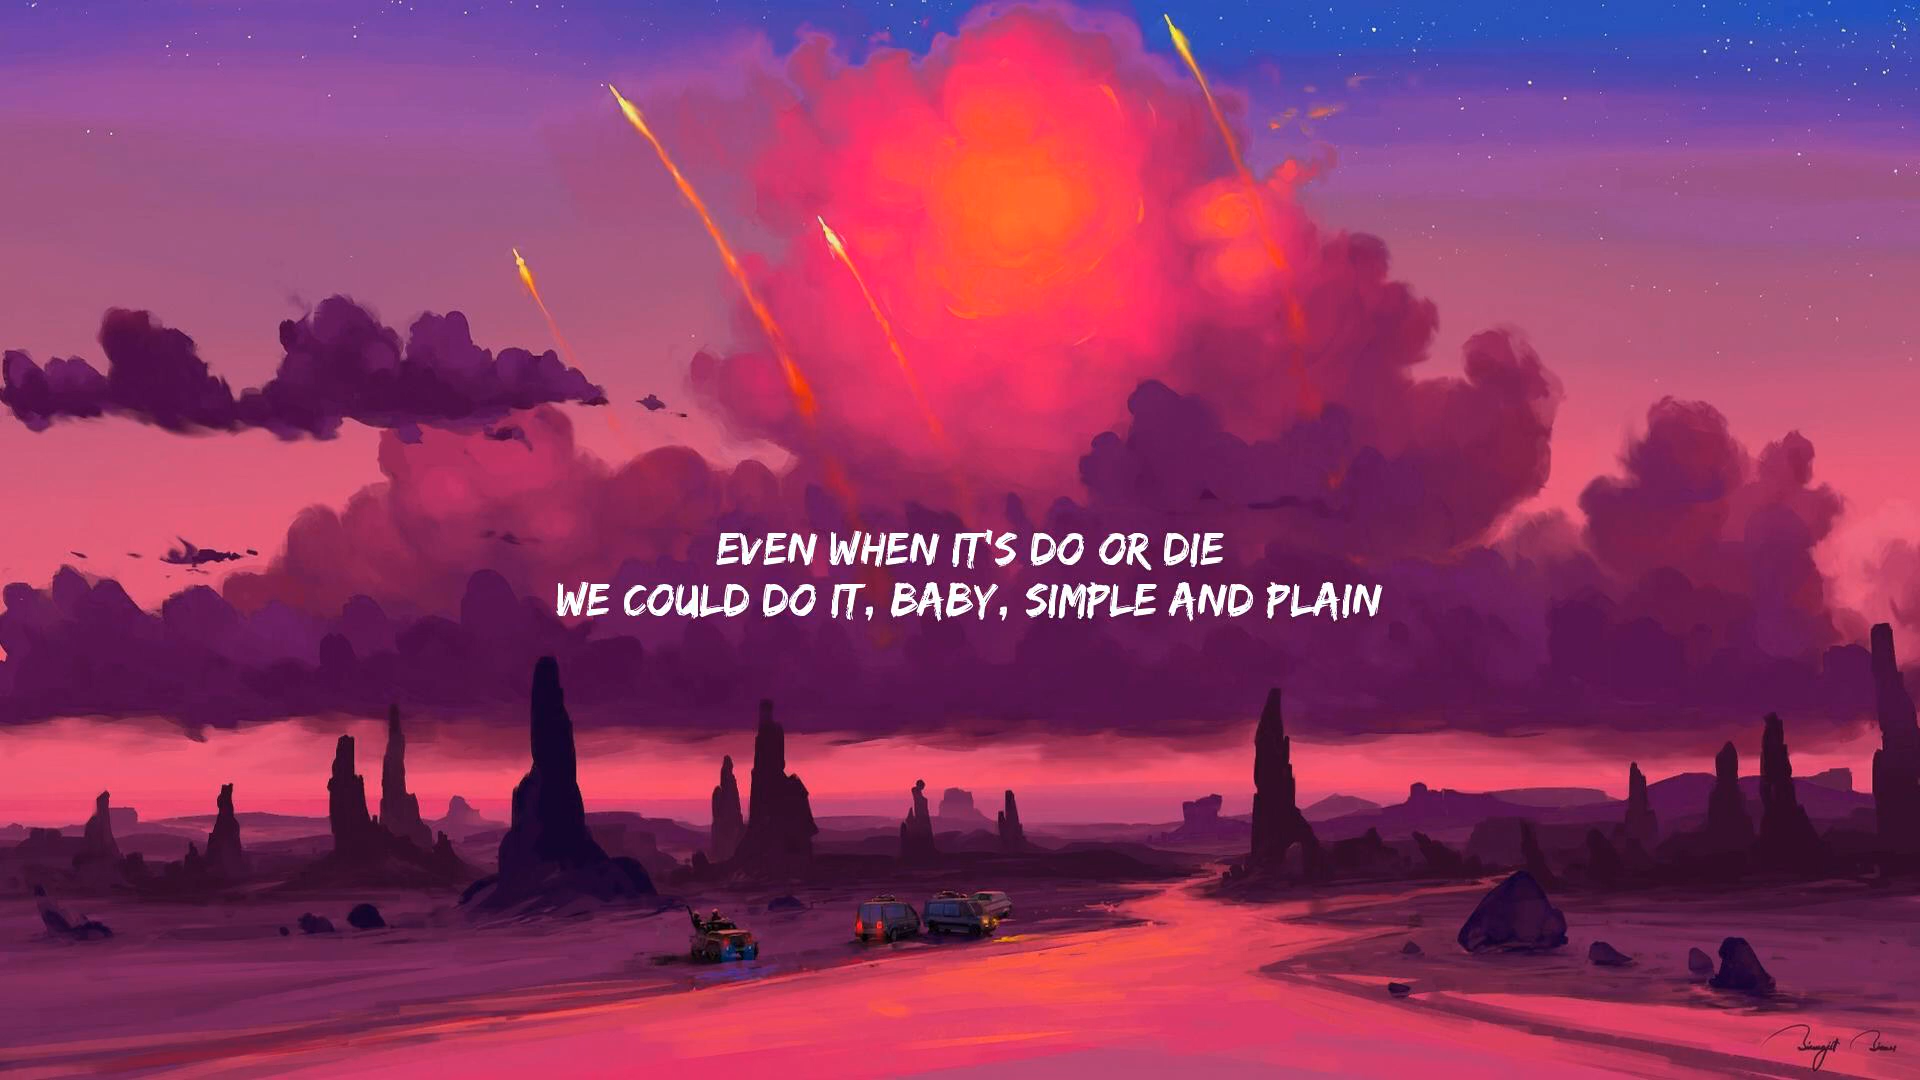 EVEN WHEN IT'S DO OR DIE
WE COULD DO IT, BABY, SIMPLE AND PLAIN